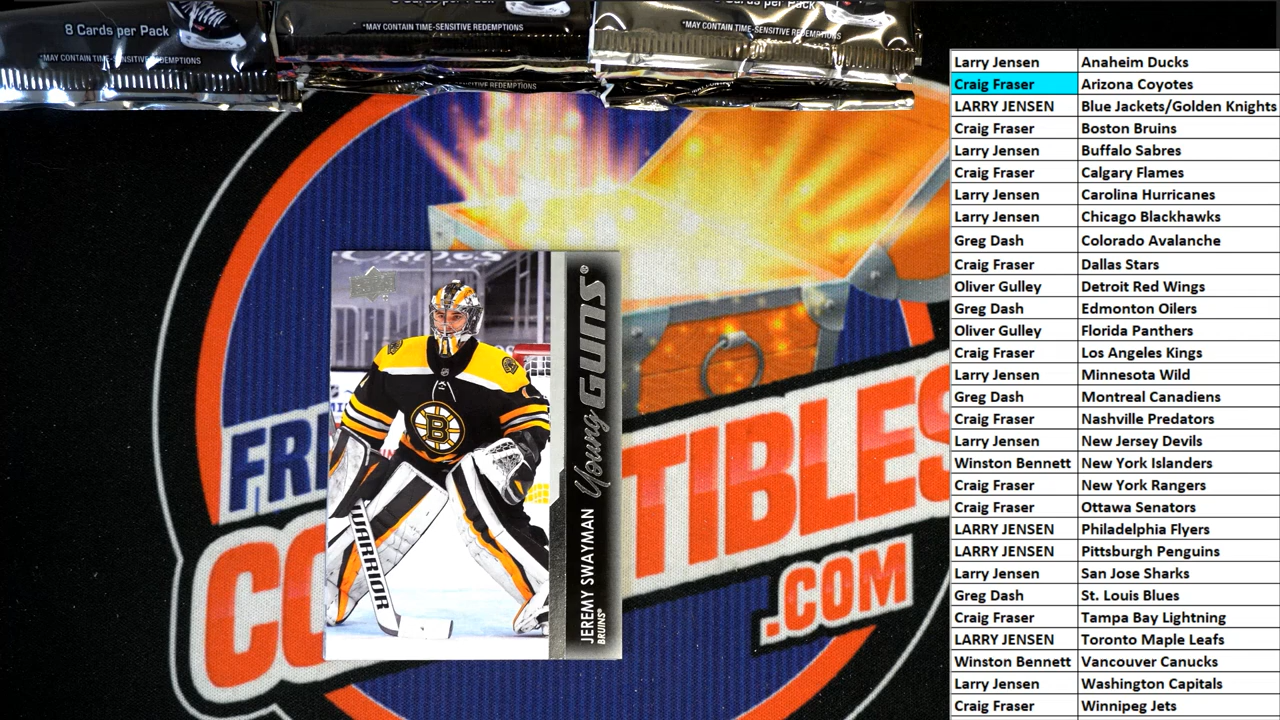 8 Cards per Pack
*MAY CONTAIN TIME-SENSITIVE REDEMPTIONS
*MAY CONTAIN TIME-SENSITIVE REDEMPTIONS
*MAY CONTAIN TIME-SENSITIVE REDEMPTIONS
REDEMPTIONS
Young GUNS®
JEREMY SWAYMAN
BRUINS®
WARRIOR
B
FRI
CO
TIBLES
.COM
Larry Jensen Anaheim Ducks
Craig Fraser Arizona Coyotes
LARRY JENSEN Blue Jackets/Golden Knights
Craig Fraser Boston Bruins
Larry Jensen Buffalo Sabres
Craig Fraser Calgary Flames
Larry Jensen Carolina Hurricanes
Larry Jensen Chicago Blackhawks
Greg Dash Colorado Avalanche
Craig Fraser Dallas Stars
Oliver Gulley Detroit Red Wings
Greg Dash Edmonton Oilers
Oliver Gulley Florida Panthers
Craig Fraser Los Angeles Kings
Larry Jensen Minnesota Wild
Greg Dash Montreal Canadiens
Craig Fraser Nashville Predators
Larry Jensen New Jersey Devils
Winston Bennett New York Islanders
Craig Fraser New York Rangers
Craig Fraser Ottawa Senators
LARRY JENSEN Philadelphia Flyers
LARRY JENSEN Pittsburgh Penguins
Larry Jensen San Jose Sharks
Greg Dash St. Louis Blues
Craig Fraser Tampa Bay Lightning
LARRY JENSEN Toronto Maple Leafs
Winston Bennett Vancouver Canucks
Larry Jensen Washington Capitals
Craig Fraser Winnipeg Jets